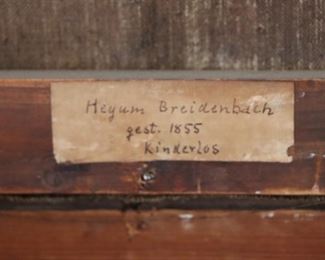 Heyum Breidenbach
gest. 1855
Kinderlos